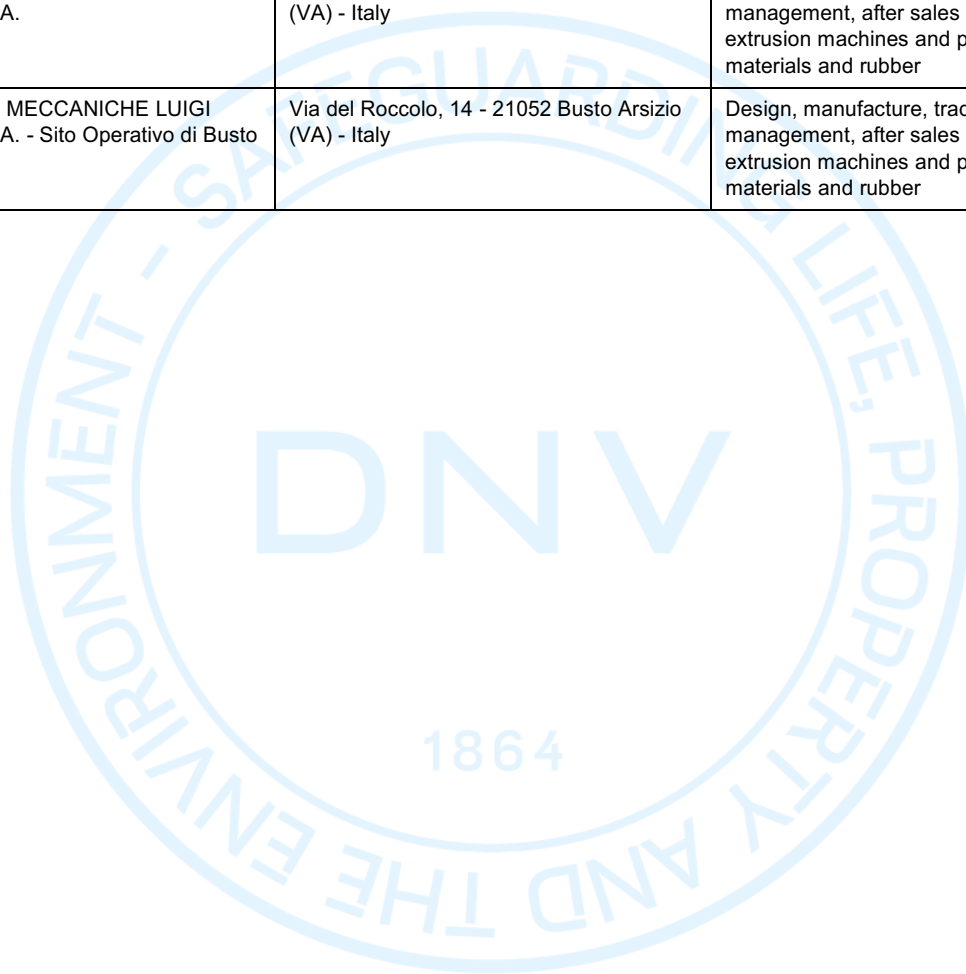 A.
(VA) - Italy
management, after sales
extrusion machines and p
materials and rubber
MECCANICHE LUIGI
A. - Sito Operativo di Busto
Via del Roccolo, 14 - 21052 Busto Arsizio
(VA) - Italy
Design, manufacture, trad
management, after sales
extrusion machines and p
materials and rubber
SAFEGUARDING LIFE, PROPERTY AND THE ENVIRONMENT -
DNV
1864